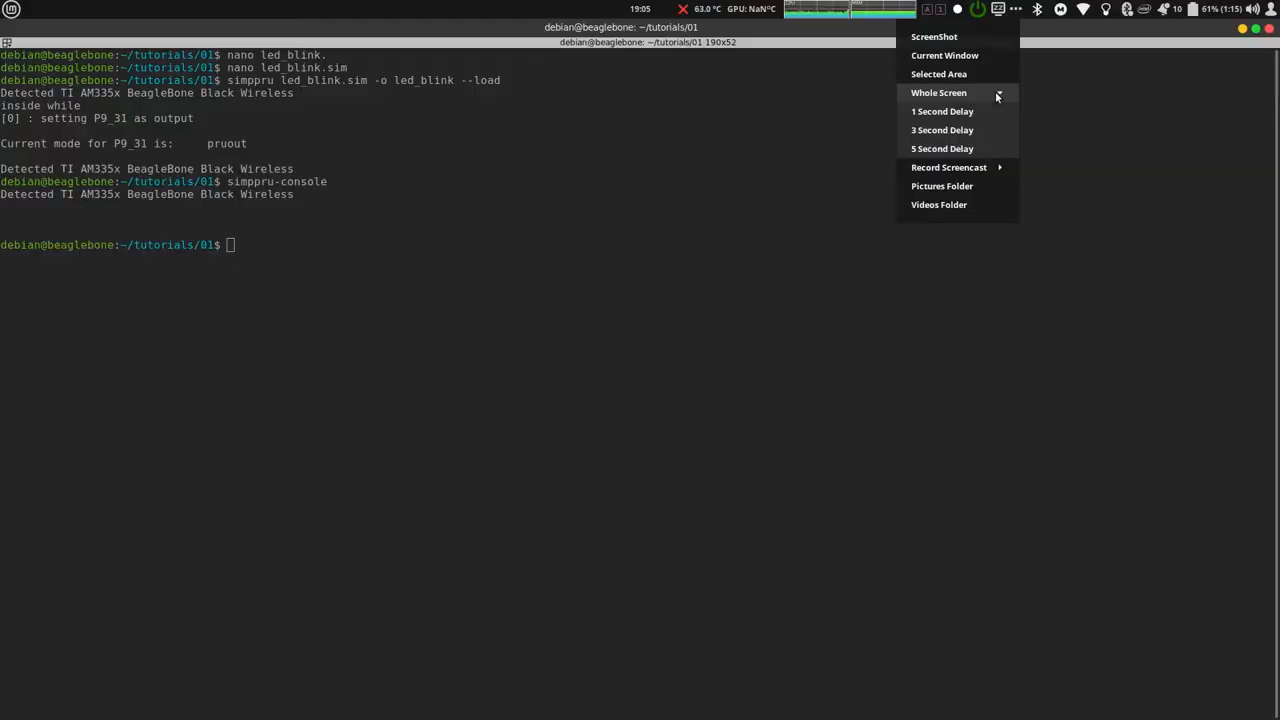 19:05 63.0 °C GPU: NaN°C CPU MEM A 1 10 61% (1:15)
debian@beaglebone: ~/tutorials/01
debian@beaglebone: ~/tutorials/01 190x52
debian@beaglebone:~/tutorials/01$ nano led_blink.
debian@beaglebone:~/tutorials/01$ nano led_blink.sim
debian@beaglebone:~/tutorials/01$ simppru led_blink.sim -o led_blink --load
Detected TI AM335x BeagleBone Black Wireless
inside while
[0] : setting P9_31 as output
Current mode for P9_31 is:     pruout
Detected TI AM335x BeagleBone Black Wireless
debian@beaglebone:~/tutorials/01$ simppru-console
Detected TI AM335x BeagleBone Black Wireless
debian@beaglebone:~/tutorials/01$
ScreenShot
Current Window
Selected Area
Whole Screen
1 Second Delay
3 Second Delay
5 Second Delay
Record Screencast
Pictures Folder
Videos Folder